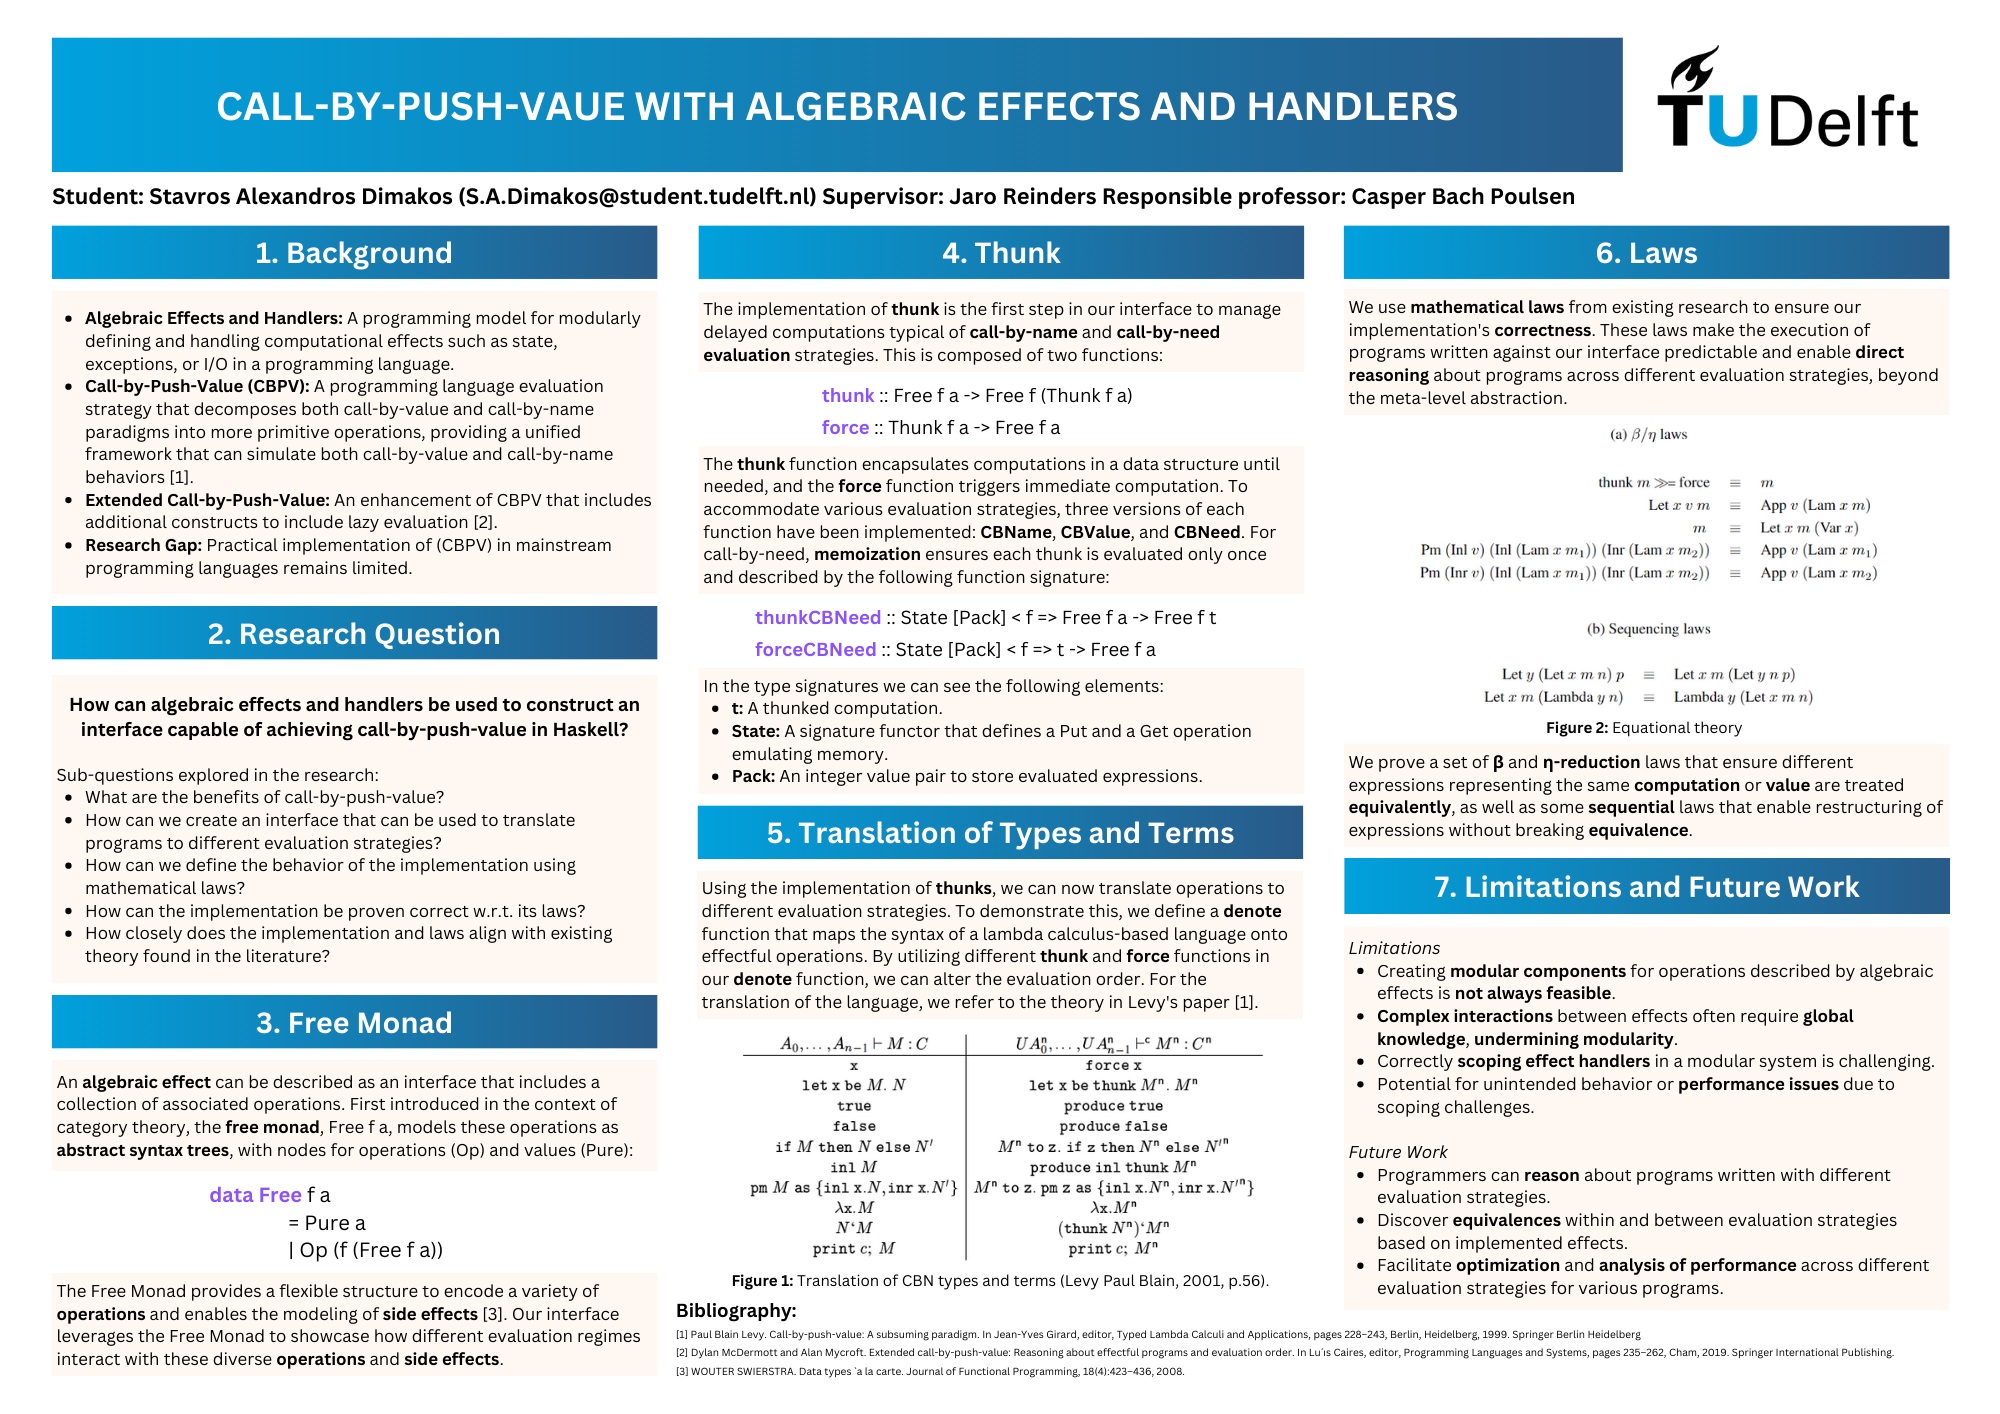 CALL-BY-PUSH-VAUE WITH ALGEBRAIC EFFECTS AND HANDLERS
TU Delft
Student: Stavros Alexandros Dimakos (S.A.Dimakos@student.tudelft.nl) Supervisor: Jaro Reinders Responsible professor: Casper Bach Poulsen
1. Background
• Algebraic Effects and Handlers: A programming model for modularly
defining and handling computational effects such as state,
exceptions, or I/O in a programming language.
• Call-by-Push-Value (CBPV): A programming language evaluation
strategy that decomposes both call-by-value and call-by-name
paradigms into more primitive operations, providing a unified
framework that can simulate both call-by-value and call-by-name
behaviors [1].
• Extended Call-by-Push-Value: An enhancement of CBPV that includes
additional constructs to include lazy evaluation [2].
• Research Gap: Practical implementation of (CBPV) in mainstream
programming languages remains limited.
2. Research Question
How can algebraic effects and handlers be used to construct an
interface capable of achieving call-by-push-value in Haskell?
Sub-questions explored in the research:
• What are the benefits of call-by-push-value?
• How can we create an interface that can be used to translate
programs to different evaluation strategies?
• How can we define the behavior of the implementation using
mathematical laws?
• How can the implementation be proven correct w.r.t. its laws?
• How closely does the implementation and laws align with existing
theory found in the literature?
3. Free Monad
An algebraic effect can be described as an interface that includes a
collection of associated operations. First introduced in the context of
category theory, the free monad, Free f a, models these operations as
abstract syntax trees, with nodes for operations (Op) and values (Pure):
data Free f a
= Pure a
| Op (f (Free f a))
The Free Monad provides a flexible structure to encode a variety of
operations and enables the modeling of side effects [3]. Our interface
leverages the Free Monad to showcase how different evaluation regimes
interact with these diverse operations and side effects.
4. Thunk
The implementation of thunk is the first step in our interface to manage
delayed computations typical of call-by-name and call-by-need
evaluation strategies. This is composed of two functions:
thunk :: Free f a -> Free f (Thunk f a)
force :: Thunk f a -> Free f a
The thunk function encapsulates computations in a data structure until
needed, and the force function triggers immediate computation. To
accommodate various evaluation strategies, three versions of each
function have been implemented: CBName, CBValue, and CBNeed. For
call-by-need, memoization ensures each thunk is evaluated only once
and described by the following function signature:
thunkCBNeed :: State [Pack] < f => Free f a -> Free f t
forceCBNeed :: State [Pack] < f => t -> Free f a
In the type signatures we can see the following elements:
• t: A thunked computation.
• State: A signature functor that defines a Put and a Get operation
emulating memory.
• Pack: An integer value pair to store evaluated expressions.
5. Translation of Types and Terms
Using the implementation of thunks, we can now translate operations to
different evaluation strategies. To demonstrate this, we define a denote
function that maps the syntax of a lambda calculus-based language onto
effectful operations. By utilizing different thunk and force functions in
our denote function, we can alter the evaluation order. For the
translation of the language, we refer to the theory in Levy's paper [1].
A₀, . . . , Aₙ₋₁ ⊢ M : C    UA₀ⁿ, . . . , UAₙ₋₁ⁿ ⊢ᶜ Mⁿ : Cⁿ
x    force x
let x be M. N    let x be thunk Mⁿ. Mⁿ
true    produce true
false    produce false
if M then N else N′    Mⁿ to z. if z then Nⁿ else N′ⁿ
inl M    produce inl thunk Mⁿ
pm M as {inl x.N, inr x.N′}    Mⁿ to z. pm z as {inl x.Nⁿ, inr x.N′ⁿ}
λx.M    λx.Mⁿ
N‘M    (thunk Nⁿ)‘Mⁿ
print c; M    print c; Mⁿ
Figure 1: Translation of CBN types and terms (Levy Paul Blain, 2001, p.56).
6. Laws
We use mathematical laws from existing research to ensure our
implementation's correctness. These laws make the execution of
programs written against our interface predictable and enable direct
reasoning about programs across different evaluation strategies, beyond
the meta-level abstraction.
(a) β/η laws
thunk m ≫= force ≡ m
Let x v m ≡ App v (Lam x m)
m ≡ Let x m (Var x)
Pm (Inl v) (Inl (Lam x m₁)) (Inr (Lam x m₂)) ≡ App v (Lam x m₁)
Pm (Inr v) (Inl (Lam x m₁)) (Inr (Lam x m₂)) ≡ App v (Lam x m₂)
(b) Sequencing laws
Let y (Let x m n) p ≡ Let x m (Let y n p)
Let x m (Lambda y n) ≡ Lambda y (Let x m n)
Figure 2: Equational theory
We prove a set of β and η-reduction laws that ensure different
expressions representing the same computation or value are treated
equivalently, as well as some sequential laws that enable restructuring of
expressions without breaking equivalence.
7. Limitations and Future Work
Limitations
• Creating modular components for operations described by algebraic
effects is not always feasible.
• Complex interactions between effects often require global
knowledge, undermining modularity.
• Correctly scoping effect handlers in a modular system is challenging.
• Potential for unintended behavior or performance issues due to
scoping challenges.
Future Work
• Programmers can reason about programs written with different
evaluation strategies.
• Discover equivalences within and between evaluation strategies
based on implemented effects.
• Facilitate optimization and analysis of performance across different
evaluation strategies for various programs.
Bibliography:
[1] Paul Blain Levy. Call-by-push-value: A subsuming paradigm. In Jean-Yves Girard, editor, Typed Lambda Calculi and Applications, pages 228–243, Berlin, Heidelberg, 1999. Springer Berlin Heidelberg
[2] Dylan McDermott and Alan Mycroft. Extended call-by-push-value: Reasoning about effectful programs and evaluation order. In Lu´ıs Caires, editor, Programming Languages and Systems, pages 235–262, Cham, 2019. Springer International Publishing.
[3] WOUTER SWIERSTRA. Data types `a la carte. Journal of Functional Programming, 18(4):423–436, 2008.